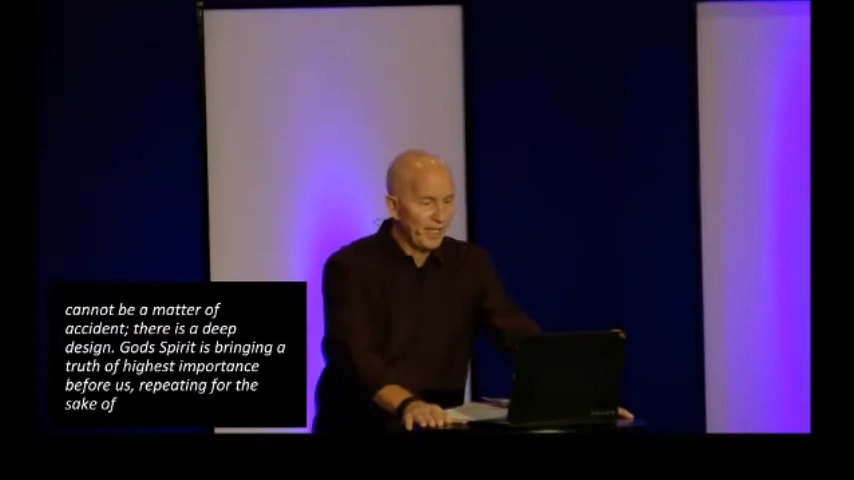 cannot be a matter of
accident; there is a deep
design. Gods Spirit is bringing a
truth of highest importance
before us, repeating for the
sake of